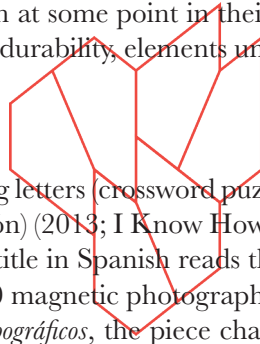 n at some point in thei
durability, elements un
g letters (crossword puz
on) (2013; I Know How
title in Spanish reads th
0 magnetic photograph
pográficos, the piece cha